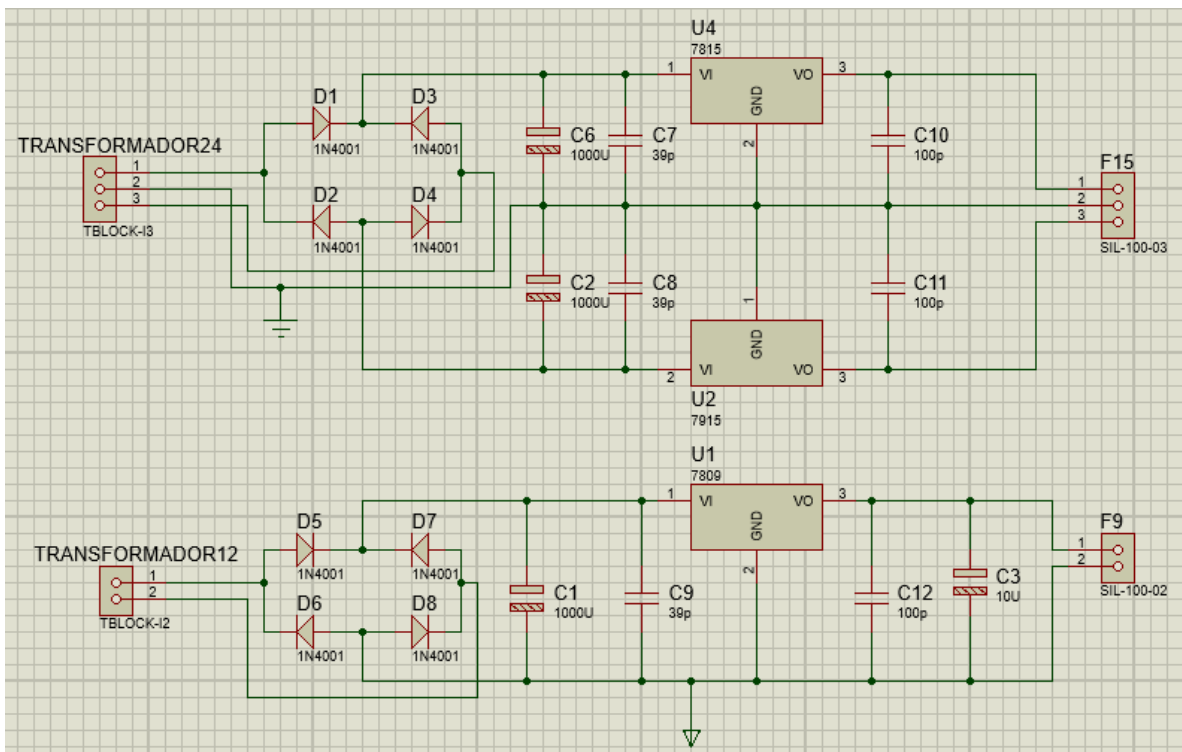 TRANSFORMADOR24
1
2
3
TBLOCK-I3
D1
1N4001
D3
1N4001
D2
1N4001
D4
1N4001
C6
1000U
C7
39p
U4
7815
1
VI
VO
3
GND
2
C10
100p
F15
1
2
3
SIL-100-03
C2
1000U
C8
39p
1
GND
2
VI
VO
3
U2
7915
C11
100p
TRANSFORMADOR12
1
2
TBLOCK-I2
D5
1N4001
D7
1N4001
D6
1N4001
D8
1N4001
C1
1000U
C9
39p
U1
7809
1
VI
VO
3
GND
2
C12
100p
C3
10U
F9
1
2
SIL-100-02